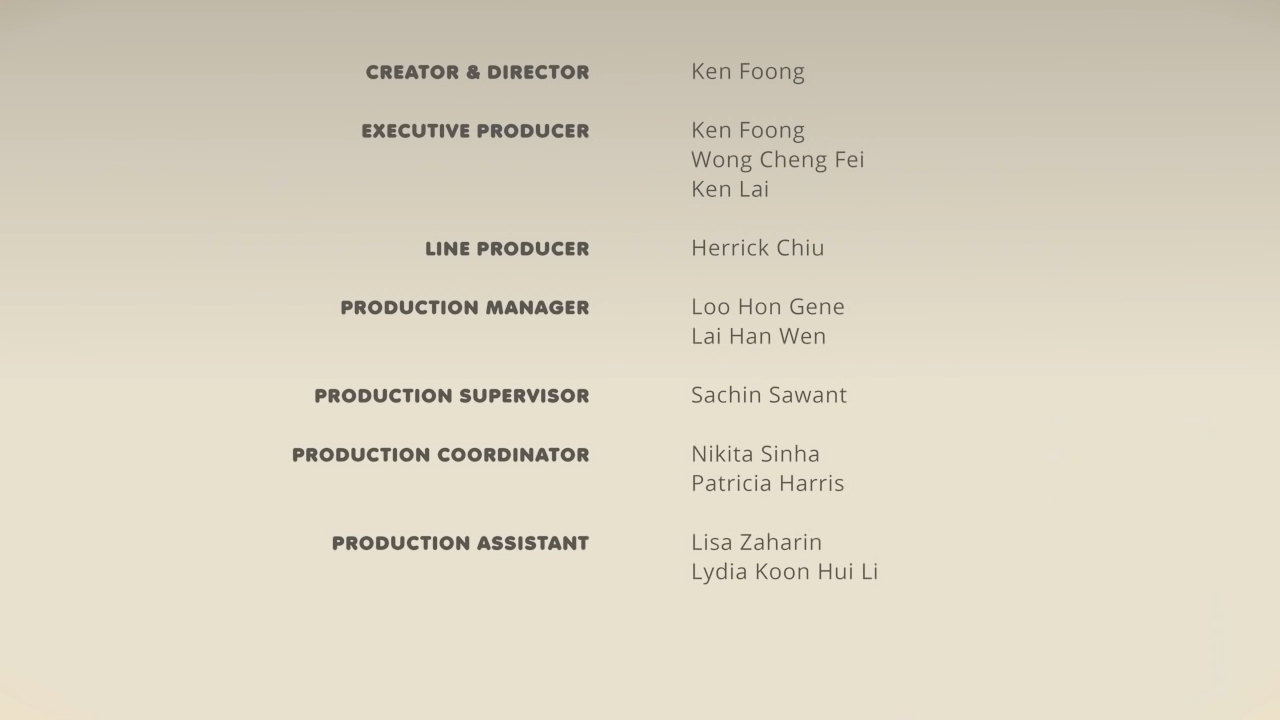 CREATOR & DIRECTOR Ken Foong
EXECUTIVE PRODUCER Ken Foong
Wong Cheng Fei
Ken Lai
LINE PRODUCER Herrick Chiu
PRODUCTION MANAGER Loo Hon Gene
Lai Han Wen
PRODUCTION SUPERVISOR Sachin Sawant
PRODUCTION COORDINATOR Nikita Sinha
Patricia Harris
PRODUCTION ASSISTANT Lisa Zaharin
Lydia Koon Hui Li